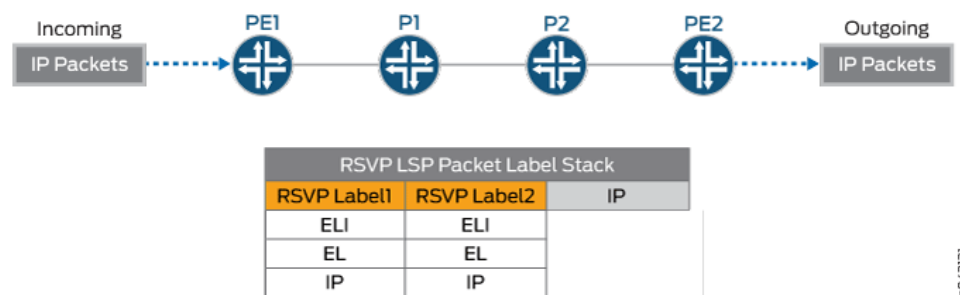 Incoming
IP Packets
PE1
P1
P2
PE2
Outgoing
IP Packets
RSVP LSP Packet Label Stack
RSVP Label1 RSVP Label2 IP
ELI ELI
EL EL
IP IP